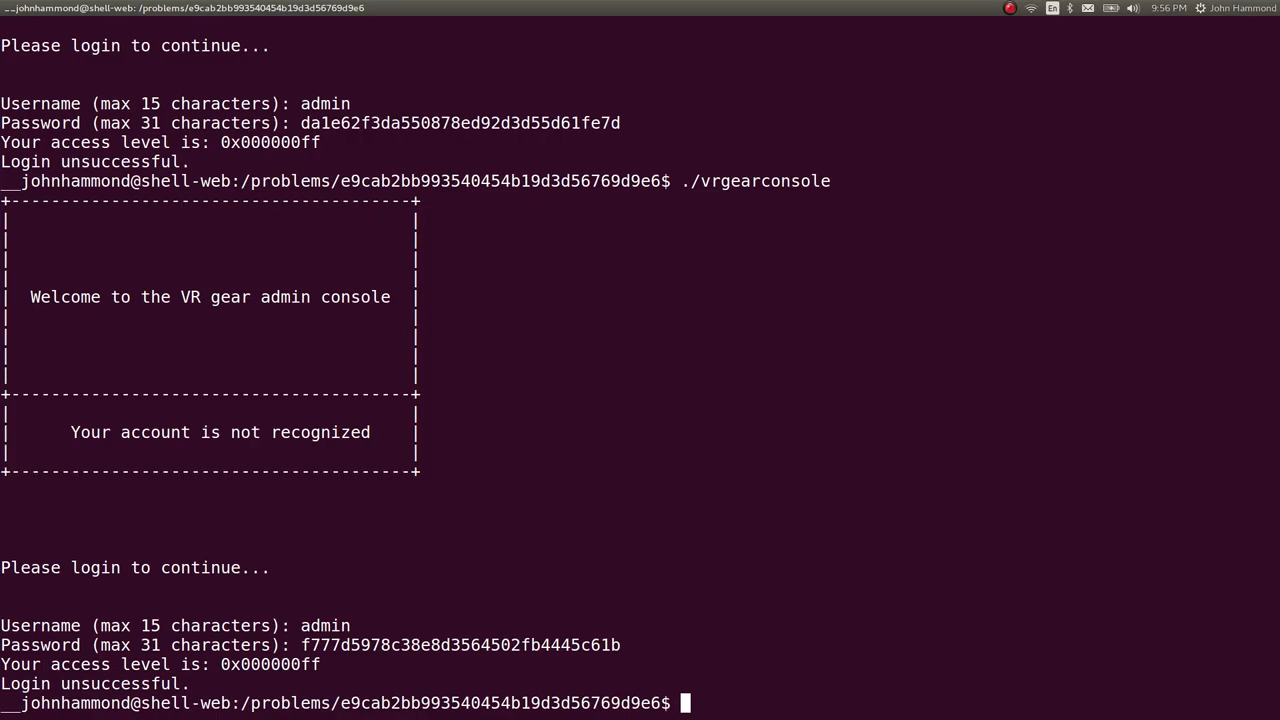 __johnhammond@shell-web: /problems/e9cab2bb993540454b19d3d56769d9e6 En 9:56 PM John Hammond
Please login to continue...
Username (max 15 characters): admin
Password (max 31 characters): da1e62f3da550878ed92d3d55d61fe7d
Your access level is: 0x000000ff
Login unsuccessful.
__johnhammond@shell-web:/problems/e9cab2bb993540454b19d3d56769d9e6$ ./vrgearconsole
+----------------------------------------+
| |
| |
| |
| |
| Welcome to the VR gear admin console |
| |
| |
| |
| |
+----------------------------------------+
| |
| Your account is not recognized |
| |
+----------------------------------------+
Please login to continue...
Username (max 15 characters): admin
Password (max 31 characters): f777d5978c38e8d3564502fb4445c61b
Your access level is: 0x000000ff
Login unsuccessful.
__johnhammond@shell-web:/problems/e9cab2bb993540454b19d3d56769d9e6$